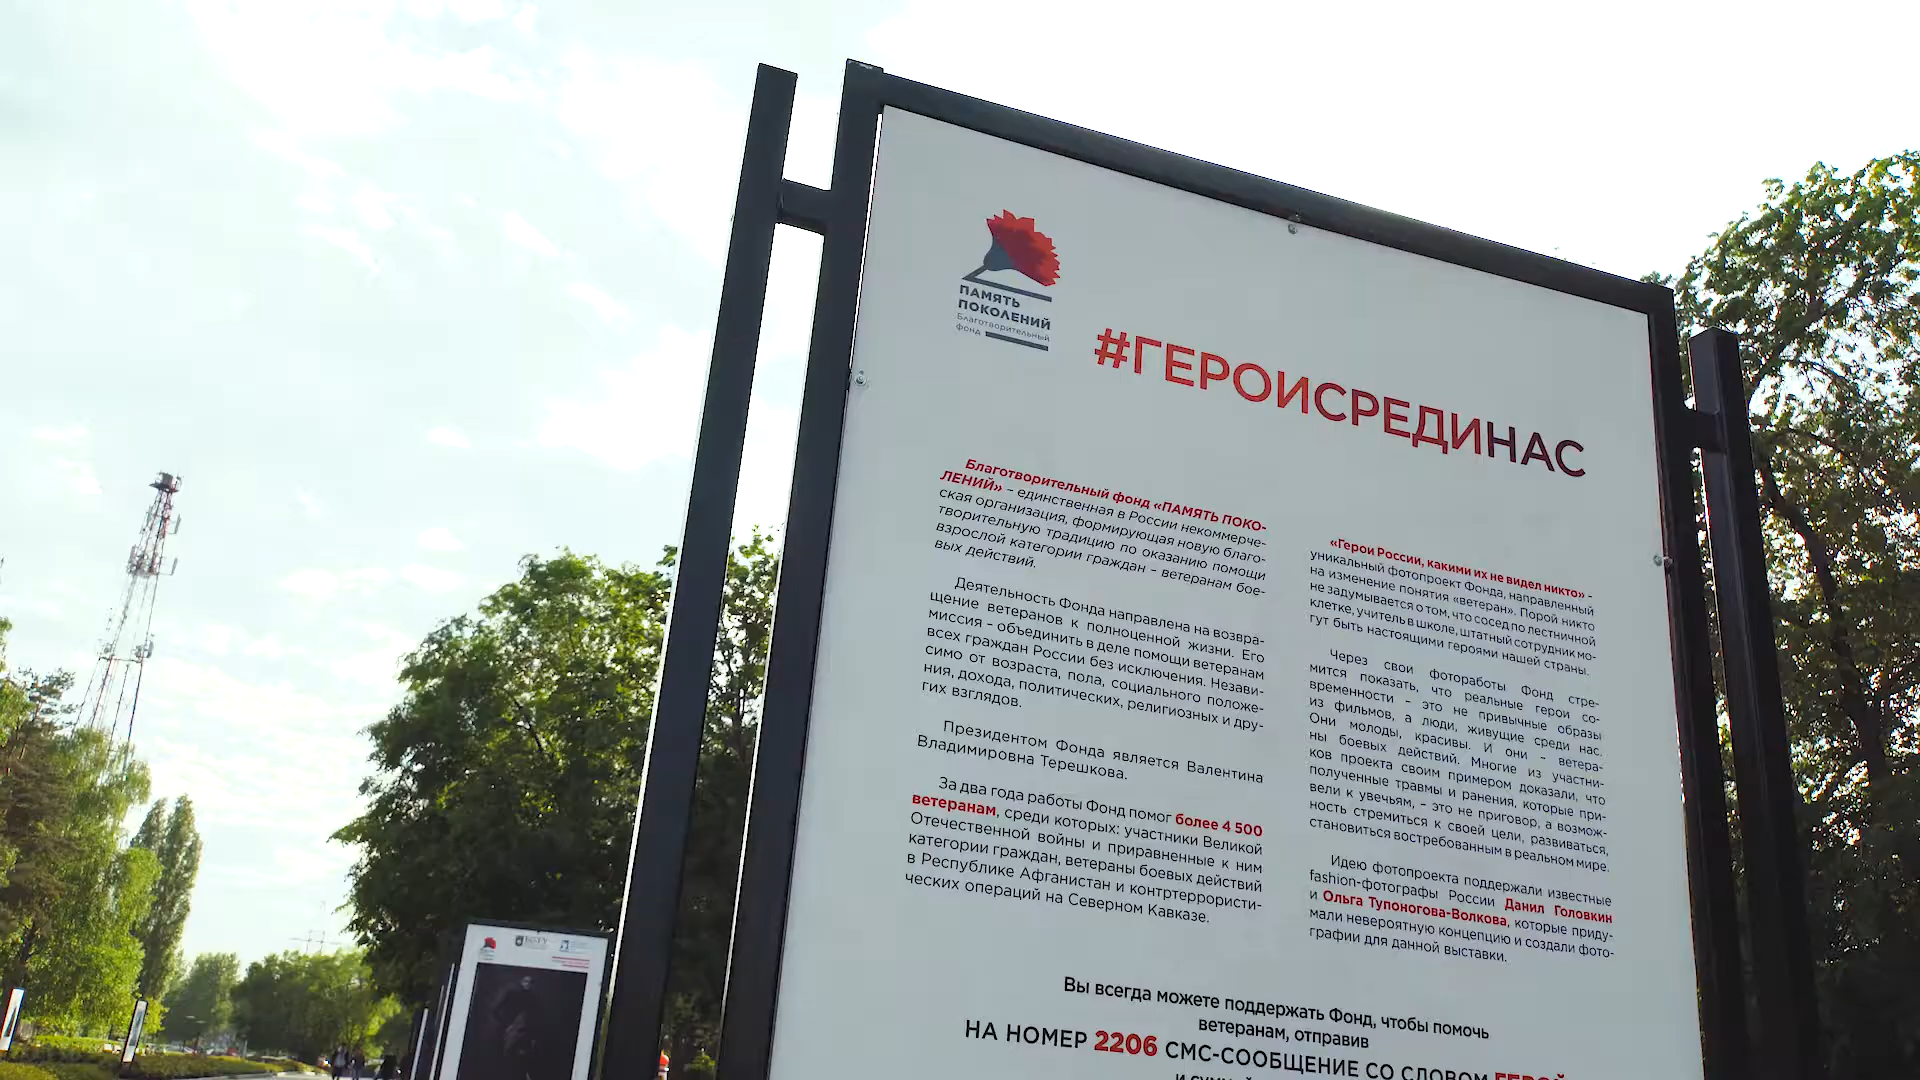 ПАМЯТЬ
ПОКОЛЕНИЙ
Благотворительный
фонд
#ГЕРОИСРЕДИНАС
Благотворительный фонд «ПАМЯТЬ ПОКО-
ЛЕНИЙ» – единственная в России некоммерче-
ская организация, формирующая новую благо-
творительную традицию по оказанию помощи
взрослой категории граждан – ветеранам бое-
вых действий.
Деятельность Фонда направлена на возвра-
щение ветеранов к полноценной жизни. Его
миссия – объединить в деле помощи ветеранам
всех граждан России без исключения. Незави-
симо от возраста, пола, социального положе-
ния, дохода, политических, религиозных и дру-
гих взглядов.
Президентом Фонда является Валентина
Владимировна Терешкова.
За два года работы Фонд помог более 4 500
ветеранам, среди которых: участники Великой
Отечественной войны и приравненные к ним
категории граждан, ветераны боевых действий
в Республике Афганистан и контртеррористи-
ческих операций на Северном Кавказе.
«Герои России, какими их не видел никто» -
уникальный фотопроект Фонда, направленный
на изменение понятия «ветеран». Порой никто
не задумывается о том, что сосед по лестничной
клетке, учитель в школе, штатный сотрудник мо-
гут быть настоящими героями нашей страны.
Через свои фотоработы Фонд стре-
мится показать, что реальные герои со-
временности – это не привычные образы
из фильмов, а люди, живущие среди нас.
Они молоды, красивы. И они – ветера-
ны боевых действий. Многие из участни-
ков проекта своим примером доказали, что
полученные травмы и ранения, которые при-
вели к увечьям, – это не приговор, а возмож-
ность стремиться к своей цели, развиваться,
становиться востребованным в реальном мире.
Идею фотопроекта поддержали известные
fashion-фотографы России Данил Головкин
и Ольга Тупоногова-Волкова, которые приду-
мали невероятную концепцию и создали фото-
графии для данной выставки.
Вы всегда можете поддержать Фонд, чтобы помочь
ветеранам, отправив
НА НОМЕР 2206 СМС-СООБЩЕНИЕ СО СЛОВОМ ГЕРОЙ